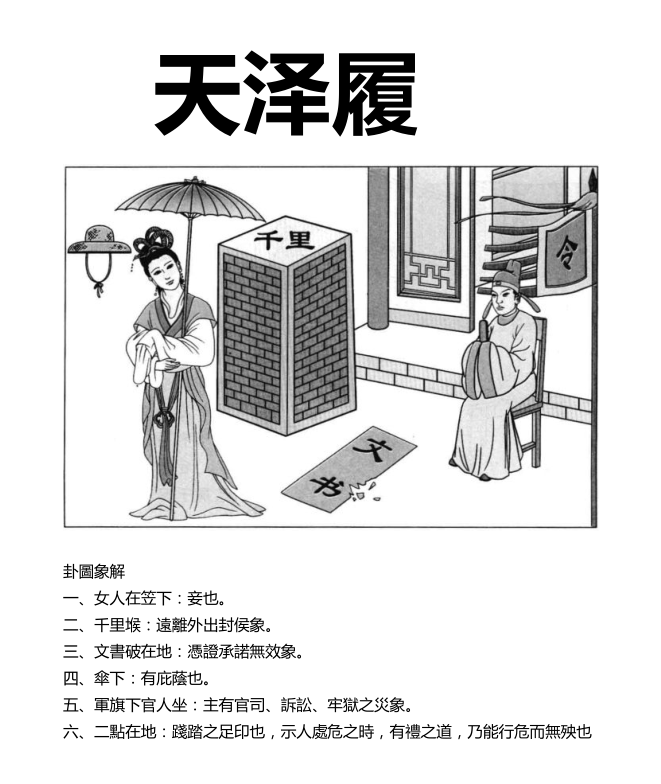 天泽履
千里
令
文
书
卦圖象解
一、女人在笠下：妾也。
二、千里堠：遠離外出封侯象。
三、文書破在地：憑證承諾無效象。
四、傘下：有庇蔭也。
五、軍旗下官人坐：主有官司、訴訟、牢獄之災象。
六、二點在地：踐踏之足印也，示人處危之時，有禮之道，乃能行危而無殃也